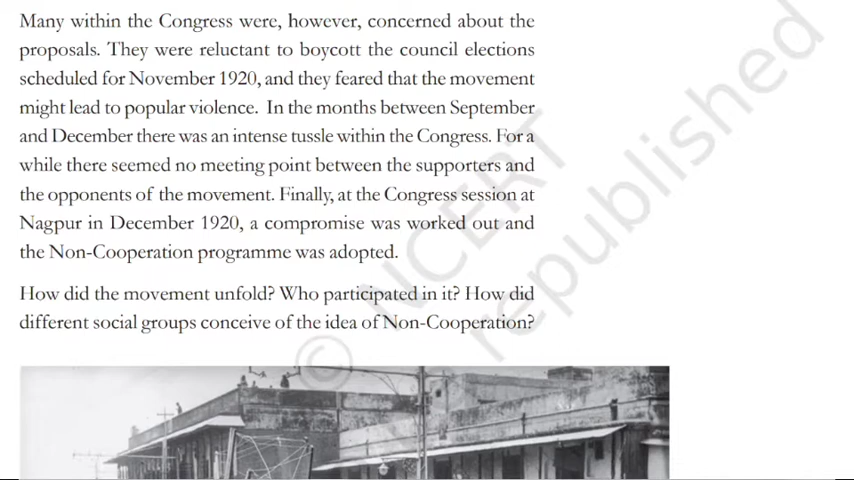 Many within the Congress were, however, concerned about the
proposals. They were reluctant to boycott the council elections
scheduled for November 1920, and they feared that the movement
might lead to popular violence. In the months between September
and December there was an intense tussle within the Congress. For a
while there seemed no meeting point between the supporters and
the opponents of the movement. Finally, at the Congress session at
Nagpur in December 1920, a compromise was worked out and
the Non-Cooperation programme was adopted.
How did the movement unfold? Who participated in it? How did
different social groups conceive of the idea of Non-Cooperation?
© NCERT
republished